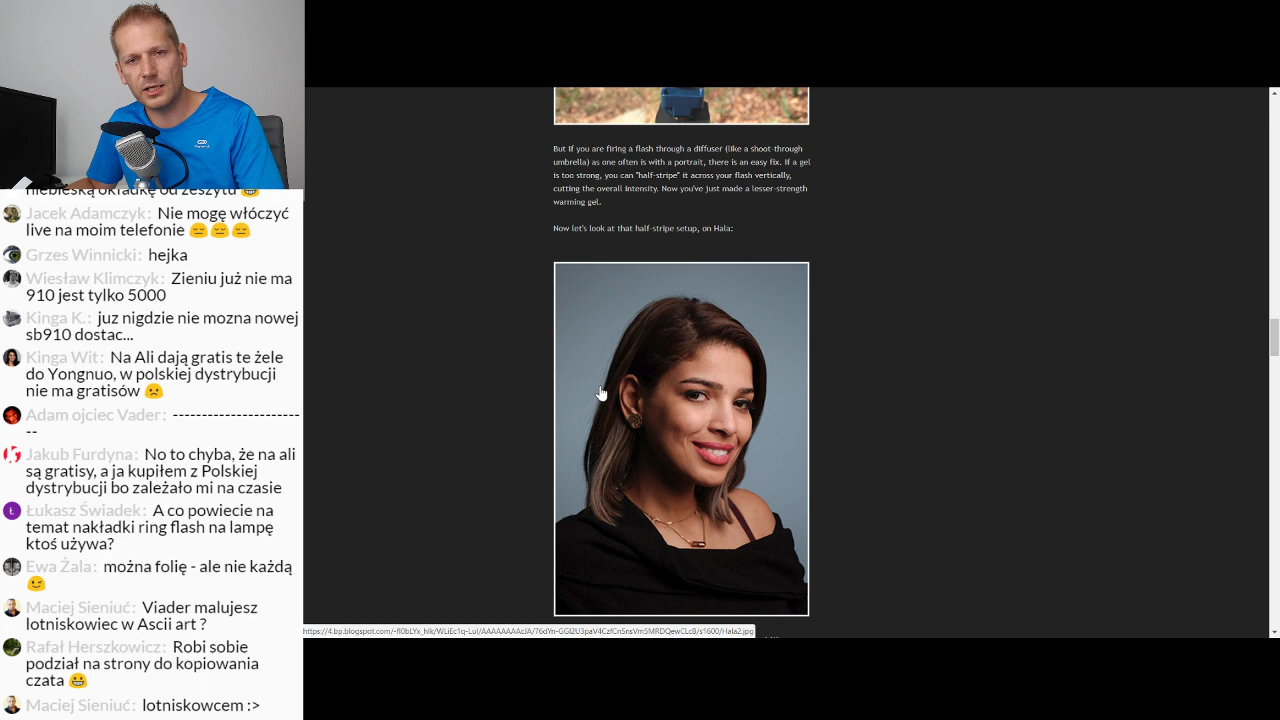 Jacek Adamczyk: Nie mogę włóczyć
live na moim telefonie
Grzes Winnicki: hejka
Wiesław Klimczyk: Zieniu już nie ma
910 jest tylko 5000
Kinga K.: juz nigdzie nie mozna nowej
sb910 dostac...
Kinga Wit: Na Ali dają gratis te żele
do Yongnuo, w polskiej dystrybucji
nie ma gratisów
Adam ojciec Vader: ----------------------
--
Jakub Furdyna: No to chyba, że na ali
są gratisy, a ja kupiłem z Polskiej
dystrybucji bo zależało mi na czasie
Łukasz Świadek: A co powiecie na
temat nakładki ring flash na lampę
ktoś używa?
Ewa Żala: można folię - ale nie każdą
Maciej Sieniuć: Viader malujesz
lotniskowiec w Ascii art ?
Rafał Herszkowicz: Robi sobie
podział na strony do kopiowania
czata
Maciej Sieniuć: lotniskowcem :>
But if you are firing a flash through a diffuser (like a shoot-through
umbrella) as one often is with a portrait, there is an easy fix. If a gel
is too strong, you can "half-stripe" it across your flash vertically,
cutting the overall intensity. Now you've just made a lesser-strength
warming gel.
Now let's look at that half-stripe setup, on Hala: